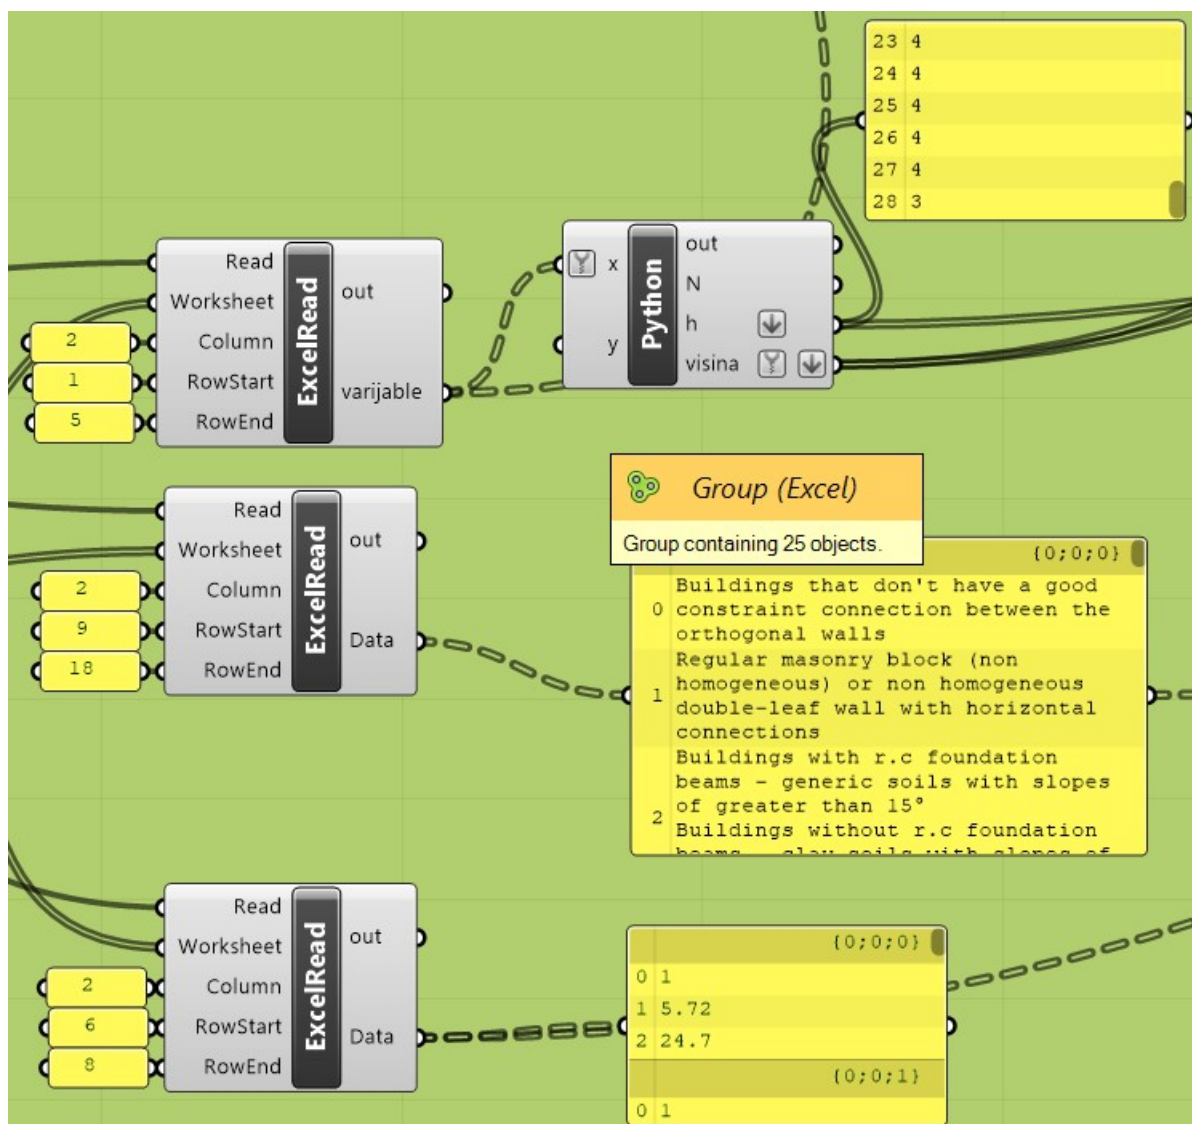 23 4
24 4
25 4
26 4
27 4
28 3
Read
Worksheet
Column
RowStart
RowEnd
2
1
5
ExcelRead
out
varijable
x
y
Python
out
N
h
visina
Read
Worksheet
Column
RowStart
RowEnd
2
9
18
ExcelRead
out
Data
Group (Excel)
Group containing 25 objects.
{0;0;0}
0 Buildings that don't have a good
constraint connection between the
orthogonal walls
1 Regular masonry block (non
homogeneous) or non homogeneous
double-leaf wall with horizontal
connections
2 Buildings with r.c foundation
beams - generic soils with slopes
of greater than 15°
Buildings without r.c foundation
beams - clay soils with slopes of
Read
Worksheet
Column
RowStart
RowEnd
2
6
8
ExcelRead
out
Data
{0;0;0}
0 1
1 5.72
2 24.7
{0;0;1}
0 1